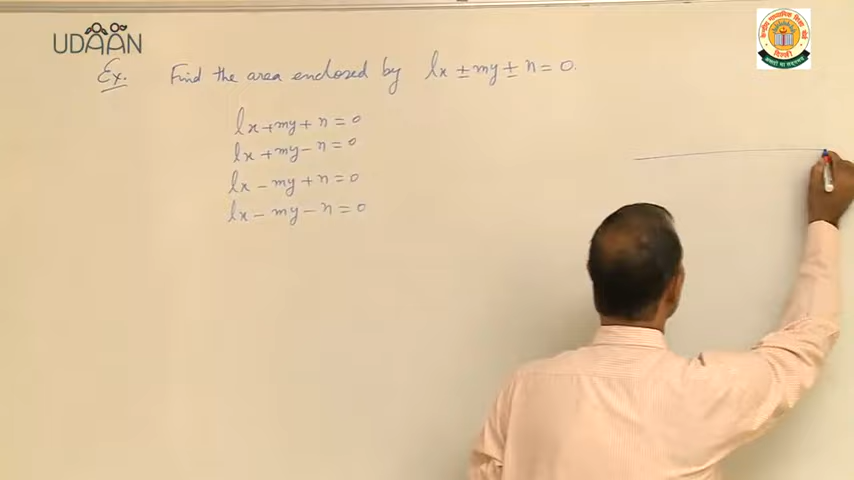 UDAAN
Ex. Find the area enclosed by lx ± my ± n = 0.
lx + my + n = 0
lx + my - n = 0
lx - my + n = 0
lx - my - n = 0